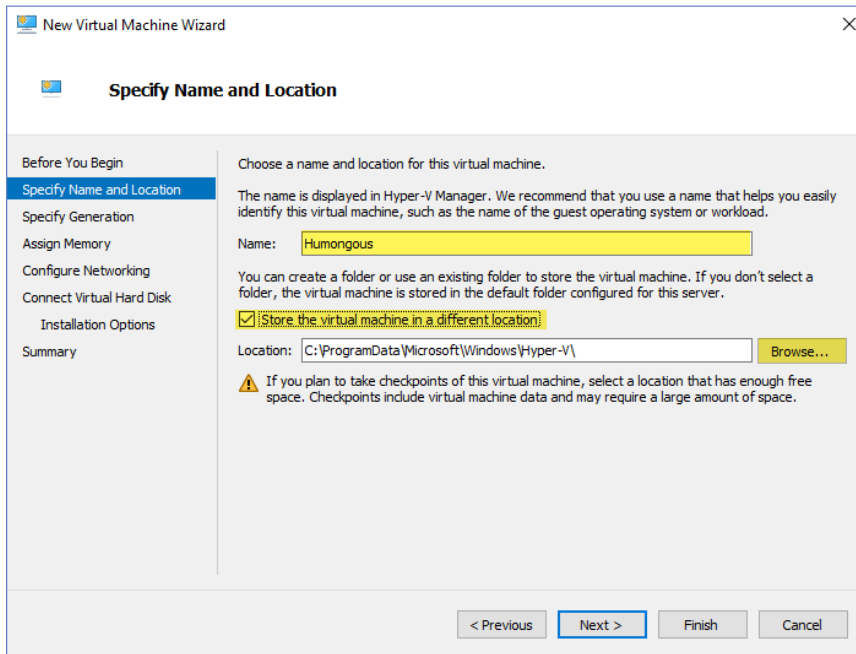 New Virtual Machine Wizard
Specify Name and Location
Before You Begin
Specify Name and Location
Specify Generation
Assign Memory
Configure Networking
Connect Virtual Hard Disk
Installation Options
Summary
Choose a name and location for this virtual machine.
The name is displayed in Hyper-V Manager. We recommend that you use a name that helps you easily
identify this virtual machine, such as the name of the guest operating system or workload.
Name: Humongous
You can create a folder or use an existing folder to store the virtual machine. If you don't select a
folder, the virtual machine is stored in the default folder configured for this server.
Store the virtual machine in a different location
Location: C:\ProgramData\Microsoft\Windows\Hyper-V\ Browse...
If you plan to take checkpoints of this virtual machine, select a location that has enough free
space. Checkpoints include virtual machine data and may require a large amount of space.
< Previous Next > Finish Cancel